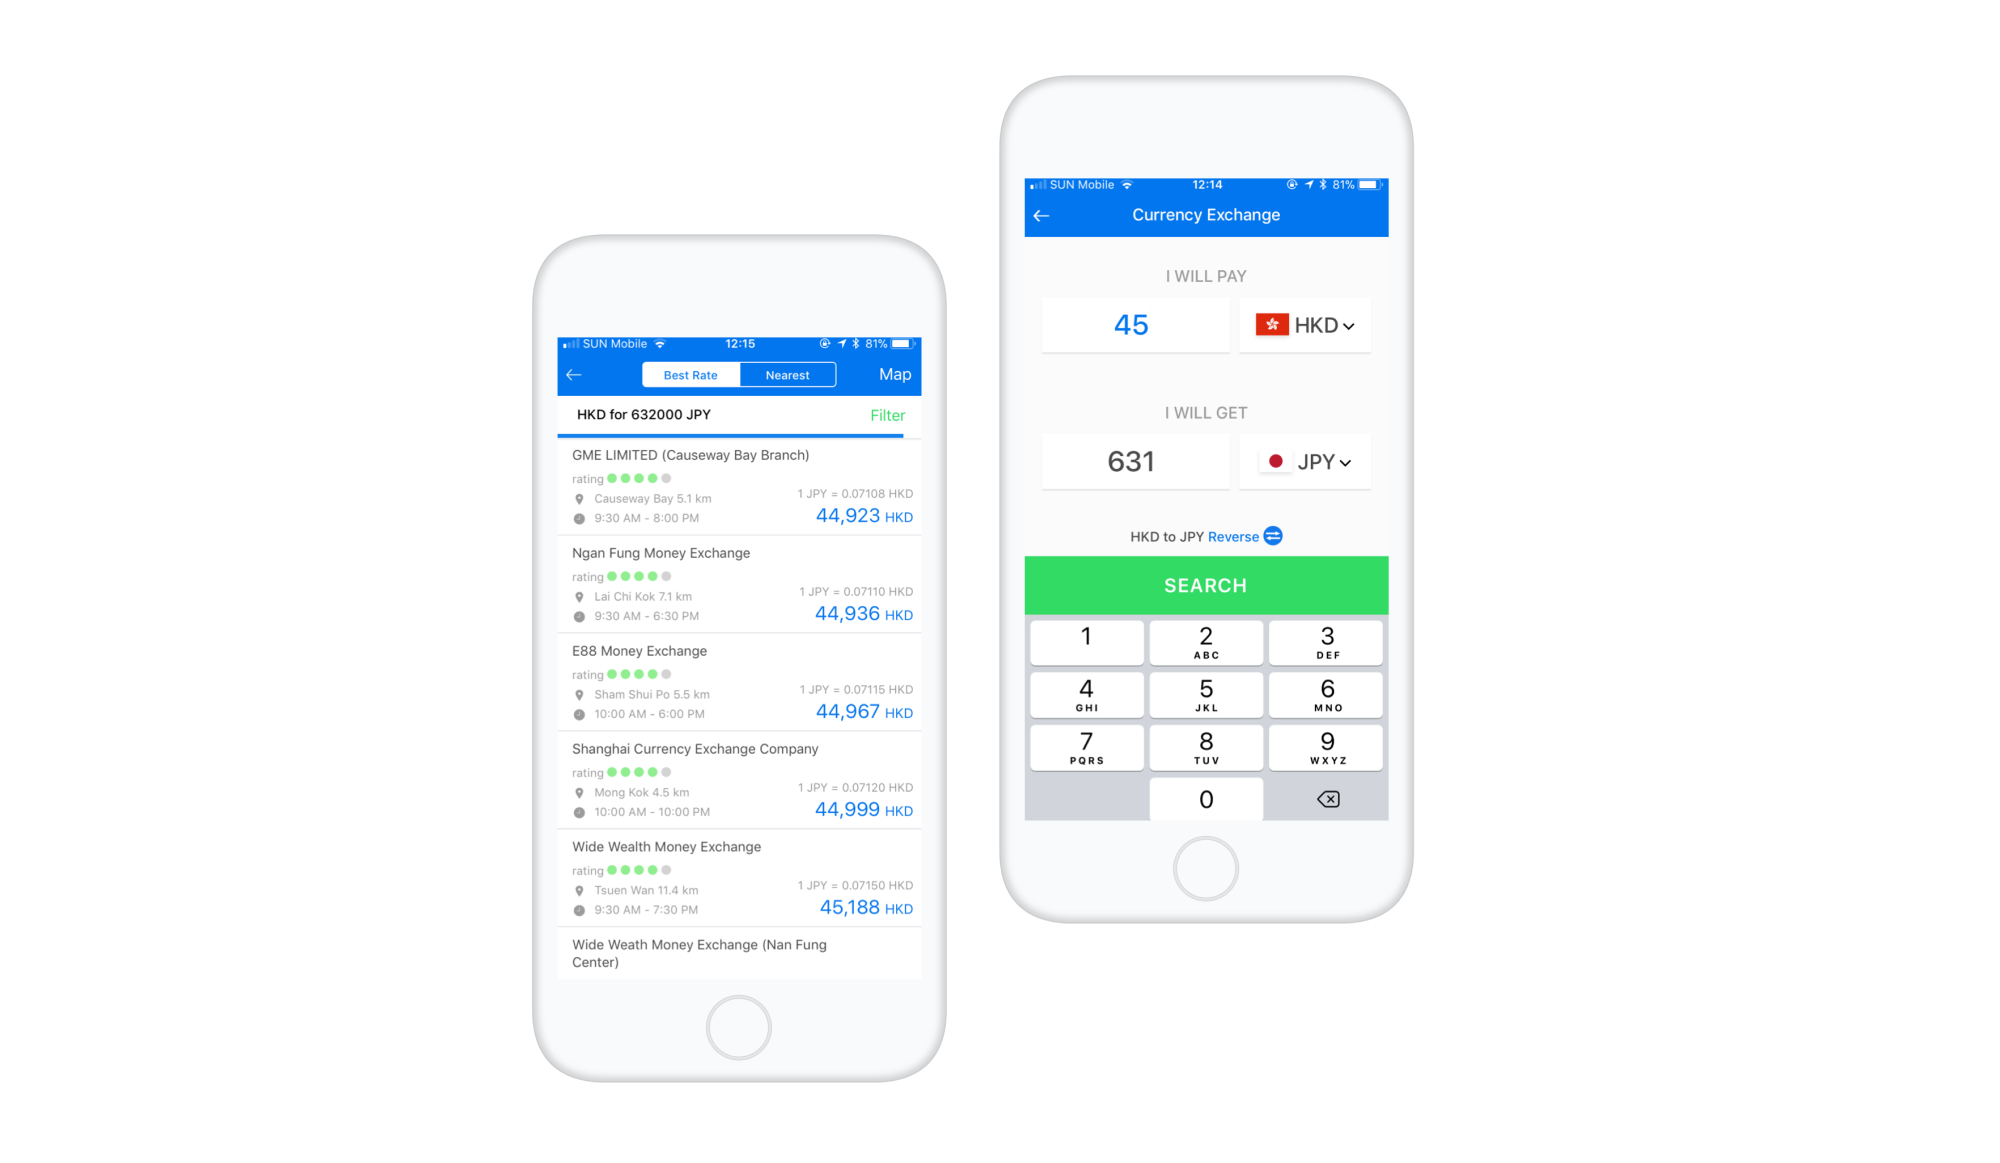 SUN Mobile 12:15 81%
Best Rate Nearest Map
HKD for 632000 JPY Filter
GME LIMITED (Causeway Bay Branch)
rating
Causeway Bay 5.1 km 1 JPY = 0.07108 HKD
9:30 AM - 8:00 PM 44,923 HKD
Ngan Fung Money Exchange
rating
Lai Chi Kok 7.1 km 1 JPY = 0.07110 HKD
9:30 AM - 6:30 PM 44,936 HKD
E88 Money Exchange
rating
Sham Shui Po 5.5 km 1 JPY = 0.07115 HKD
10:00 AM - 6:00 PM 44,967 HKD
Shanghai Currency Exchange Company
rating
Mong Kok 4.5 km 1 JPY = 0.07120 HKD
10:00 AM - 10:00 PM 44,999 HKD
Wide Wealth Money Exchange
rating
Tsuen Wan 11.4 km 1 JPY = 0.07150 HKD
9:30 AM - 7:30 PM 45,188 HKD
Wide Weath Money Exchange (Nan Fung
Center)
SUN Mobile 12:14 81%
Currency Exchange
I WILL PAY
45 HKD
I WILL GET
631 JPY
HKD to JPY Reverse
SEARCH
1 2 3
ABC DEF
4 5 6
GHI JKL MNO
7 8 9
PQRS TUV WXYZ
0